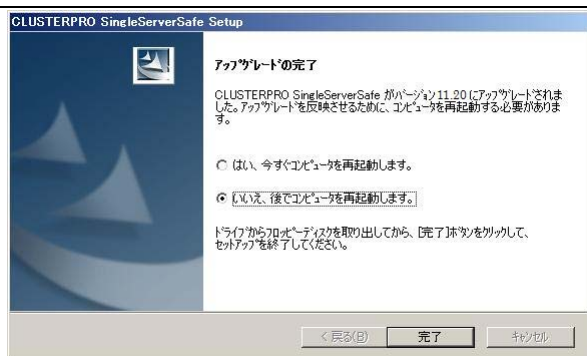 CLUSTERPRO SingleServerSafe Setup
アップグレードの完了
CLUSTERPRO SingleServerSafe がバージョン11.20 にアップグレードされま
した。アップグレードを反映させるために、コンピュータを再起動する必要がありま
す。
はい、今すぐコンピュータを再起動します。
いいえ、後でコンピュータを再起動します。
ドライブからフロッピーディスクを取り出してから、[完了]ボタンをクリックして、
セットアップを終了してください。
< 戻る(B)
完了
キャンセル